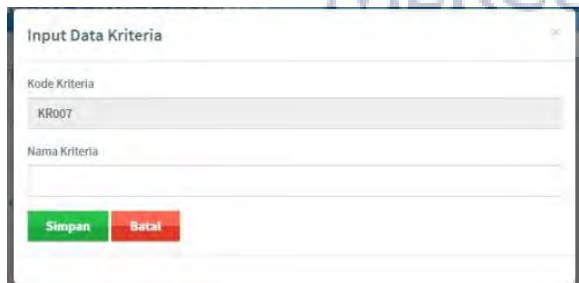 Input Data Kriteria
×
Kode Kriteria
KR007
Nama Kriteria
Simpan Batal